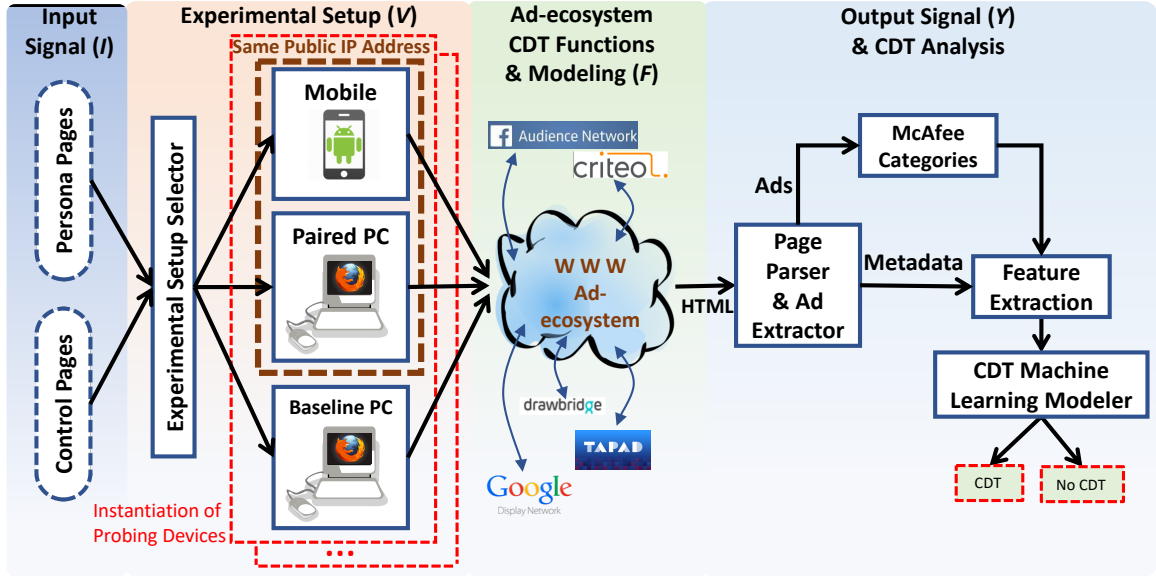 Input
Signal (I)
Persona Pages
Control Pages
Experimental Setup (V)
Experimental Setup Selector
Same Public IP Address
Mobile
Paired PC
Baseline PC
Instantiation of
Probing Devices
...
Ad-ecosystem
CDT Functions
& Modeling (F)
f Audience Network
criteol.
W W W
Ad-
ecosystem
drawbridge
TAPAD
Google
Display Network
Output Signal (Y)
& CDT Analysis
HTML
Page
Parser
& Ad
Extractor
Ads
McAfee
Categories
Metadata
Feature
Extraction
CDT Machine
Learning Modeler
CDT
No CDT